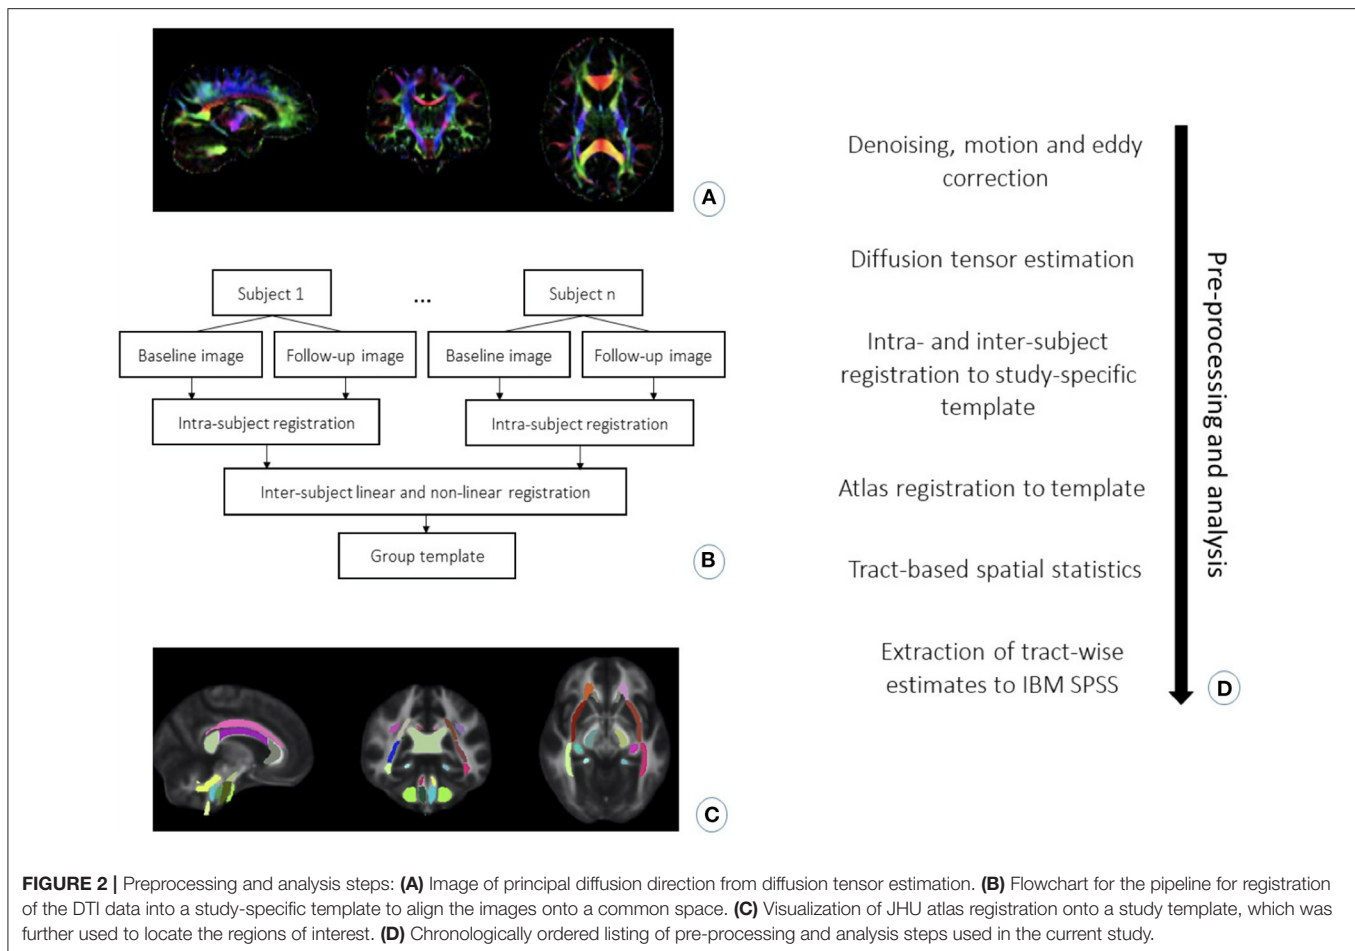 A
Subject 1
...
Subject n
Baseline image
Follow-up image
Baseline image
Follow-up image
Intra-subject registration
Intra-subject registration
Inter-subject linear and non-linear registration
Group template
B
C
Denoising, motion and eddy
correction
Diffusion tensor estimation
Intra- and inter-subject
registration to study-specific
template
Atlas registration to template
Tract-based spatial statistics
Extraction of tract-wise
estimates to IBM SPSS
Pre-processing and analysis
D
FIGURE 2 | Preprocessing and analysis steps: (A) Image of principal diffusion direction from diffusion tensor estimation. (B) Flowchart for the pipeline for registration
of the DTI data into a study-specific template to align the images onto a common space. (C) Visualization of JHU atlas registration onto a study template, which was
further used to locate the regions of interest. (D) Chronologically ordered listing of pre-processing and analysis steps used in the current study.